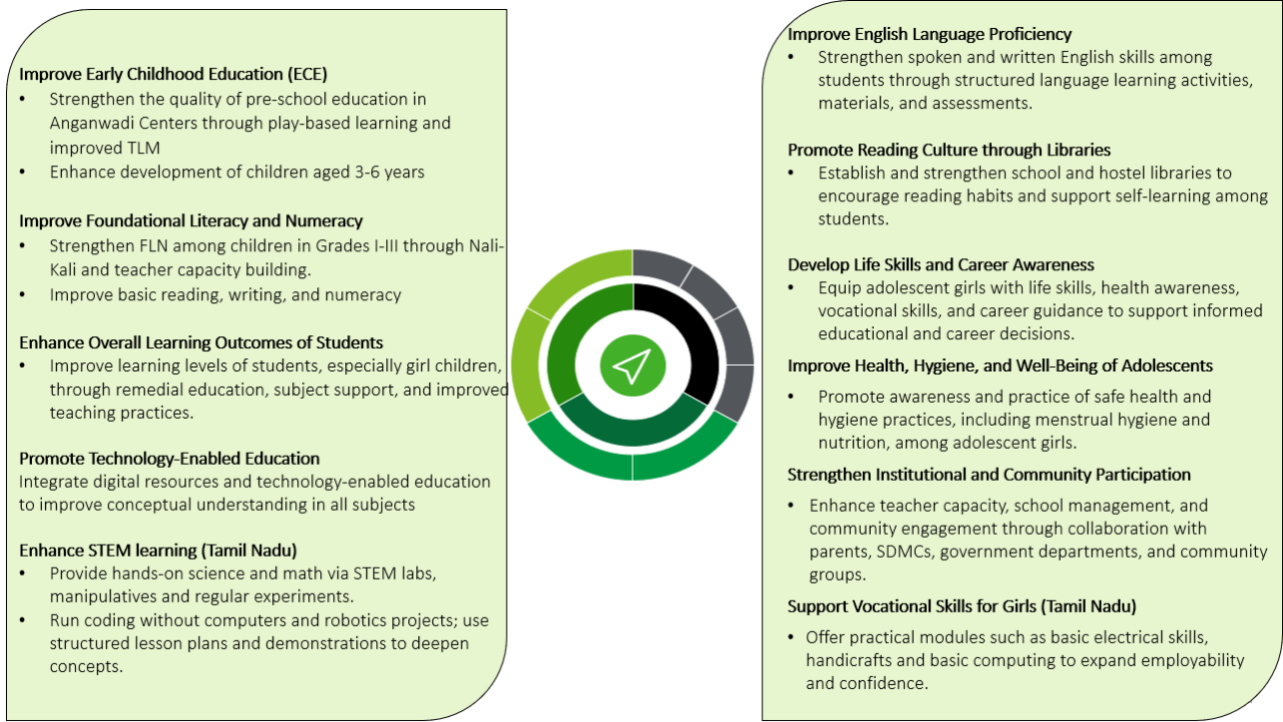 Improve Early Childhood Education (ECE)
• Strengthen the quality of pre-school education in
Anganwadi Centers through play-based learning and
improved TLM
• Enhance development of children aged 3-6 years
Improve Foundational Literacy and Numeracy
• Strengthen FLN among children in Grades I-III through Nali-
Kali and teacher capacity building.
• Improve basic reading, writing, and numeracy
Enhance Overall Learning Outcomes of Students
• Improve learning levels of students, especially girl children,
through remedial education, subject support, and improved
teaching practices.
Promote Technology-Enabled Education
Integrate digital resources and technology-enabled education
to improve conceptual understanding in all subjects
Enhance STEM learning (Tamil Nadu)
• Provide hands-on science and math via STEM labs,
manipulatives and regular experiments.
• Run coding without computers and robotics projects; use
structured lesson plans and demonstrations to deepen
concepts.
Improve English Language Proficiency
• Strengthen spoken and written English skills among
students through structured language learning activities,
materials, and assessments.
Promote Reading Culture through Libraries
• Establish and strengthen school and hostel libraries to
encourage reading habits and support self-learning among
students.
Develop Life Skills and Career Awareness
• Equip adolescent girls with life skills, health awareness,
vocational skills, and career guidance to support informed
educational and career decisions.
Improve Health, Hygiene, and Well-Being of Adolescents
• Promote awareness and practice of safe health and
hygiene practices, including menstrual hygiene and
nutrition, among adolescent girls.
Strengthen Institutional and Community Participation
• Enhance teacher capacity, school management, and
community engagement through collaboration with
parents, SDMCs, government departments, and community
groups.
Support Vocational Skills for Girls (Tamil Nadu)
• Offer practical modules such as basic electrical skills,
handicrafts and basic computing to expand employability
and confidence.